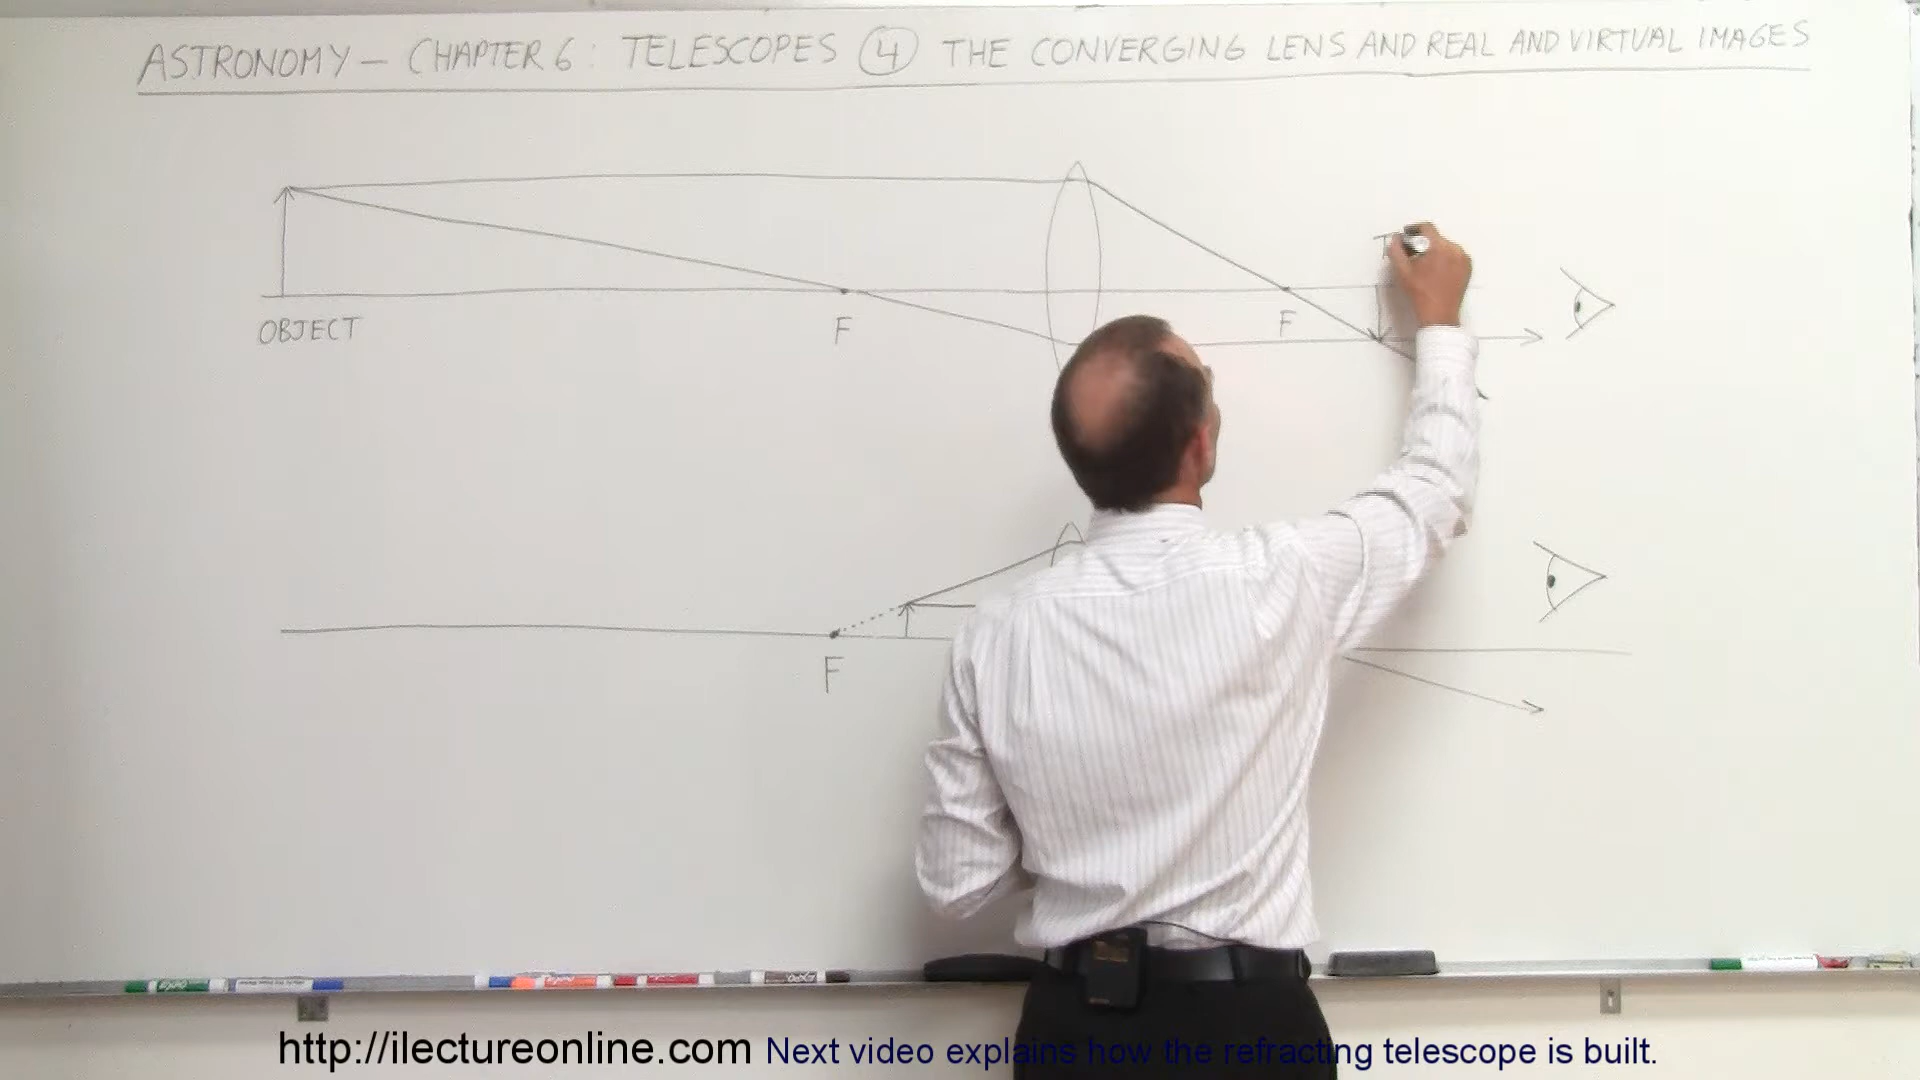 ASTRONOMY – CHAPTER 6: TELESCOPES ④ THE CONVERGING LENS AND REAL AND VIRTUAL IMAGES
OBJECT
F
F
F
EXPO
http://ilectureonline.com Next video explains how the refracting telescope is built.